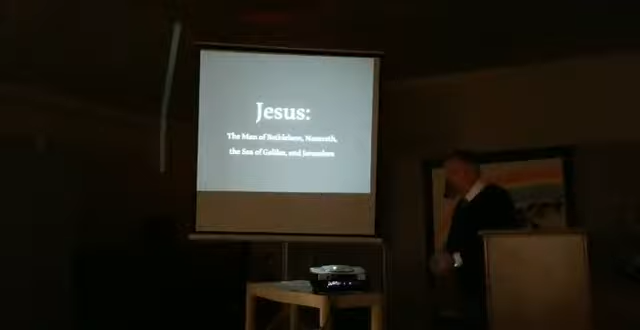 Jesus:
The Man of Bethlehem, Nazareth,
the Sea of Galilee, and Jerusalem